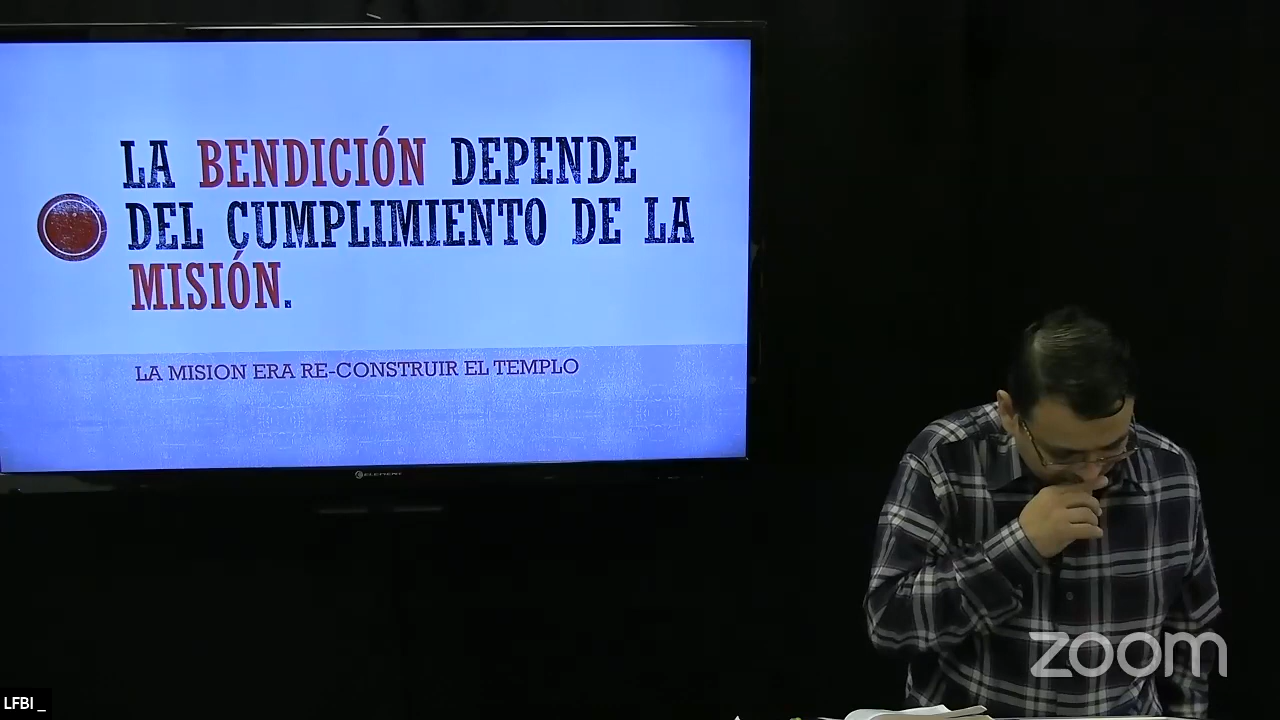 LA BENDICIÓN DEPENDE
DEL CUMPLIMIENTO DE LA
MISIÓN.
LA MISION ERA RE-CONSTRUIR EL TEMPLO
ELEMENT
zoom
LFBI _